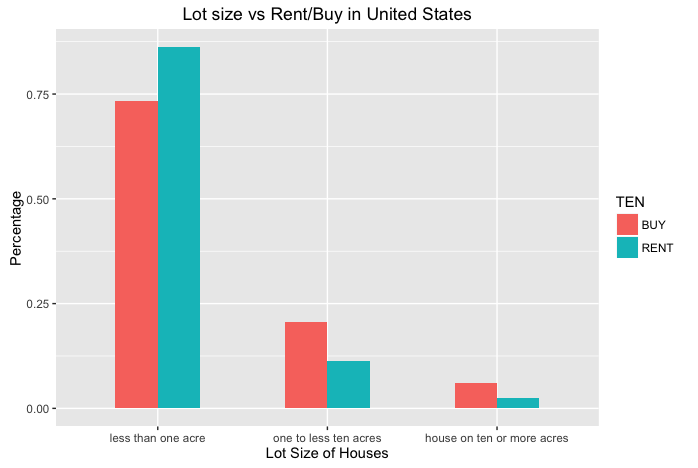 Lot size vs Rent/Buy in United States
Percentage
0.75
0.50
0.25
0.00
less than one acre
one to less ten acres
house on ten or more acres
Lot Size of Houses
TEN
BUY
RENT